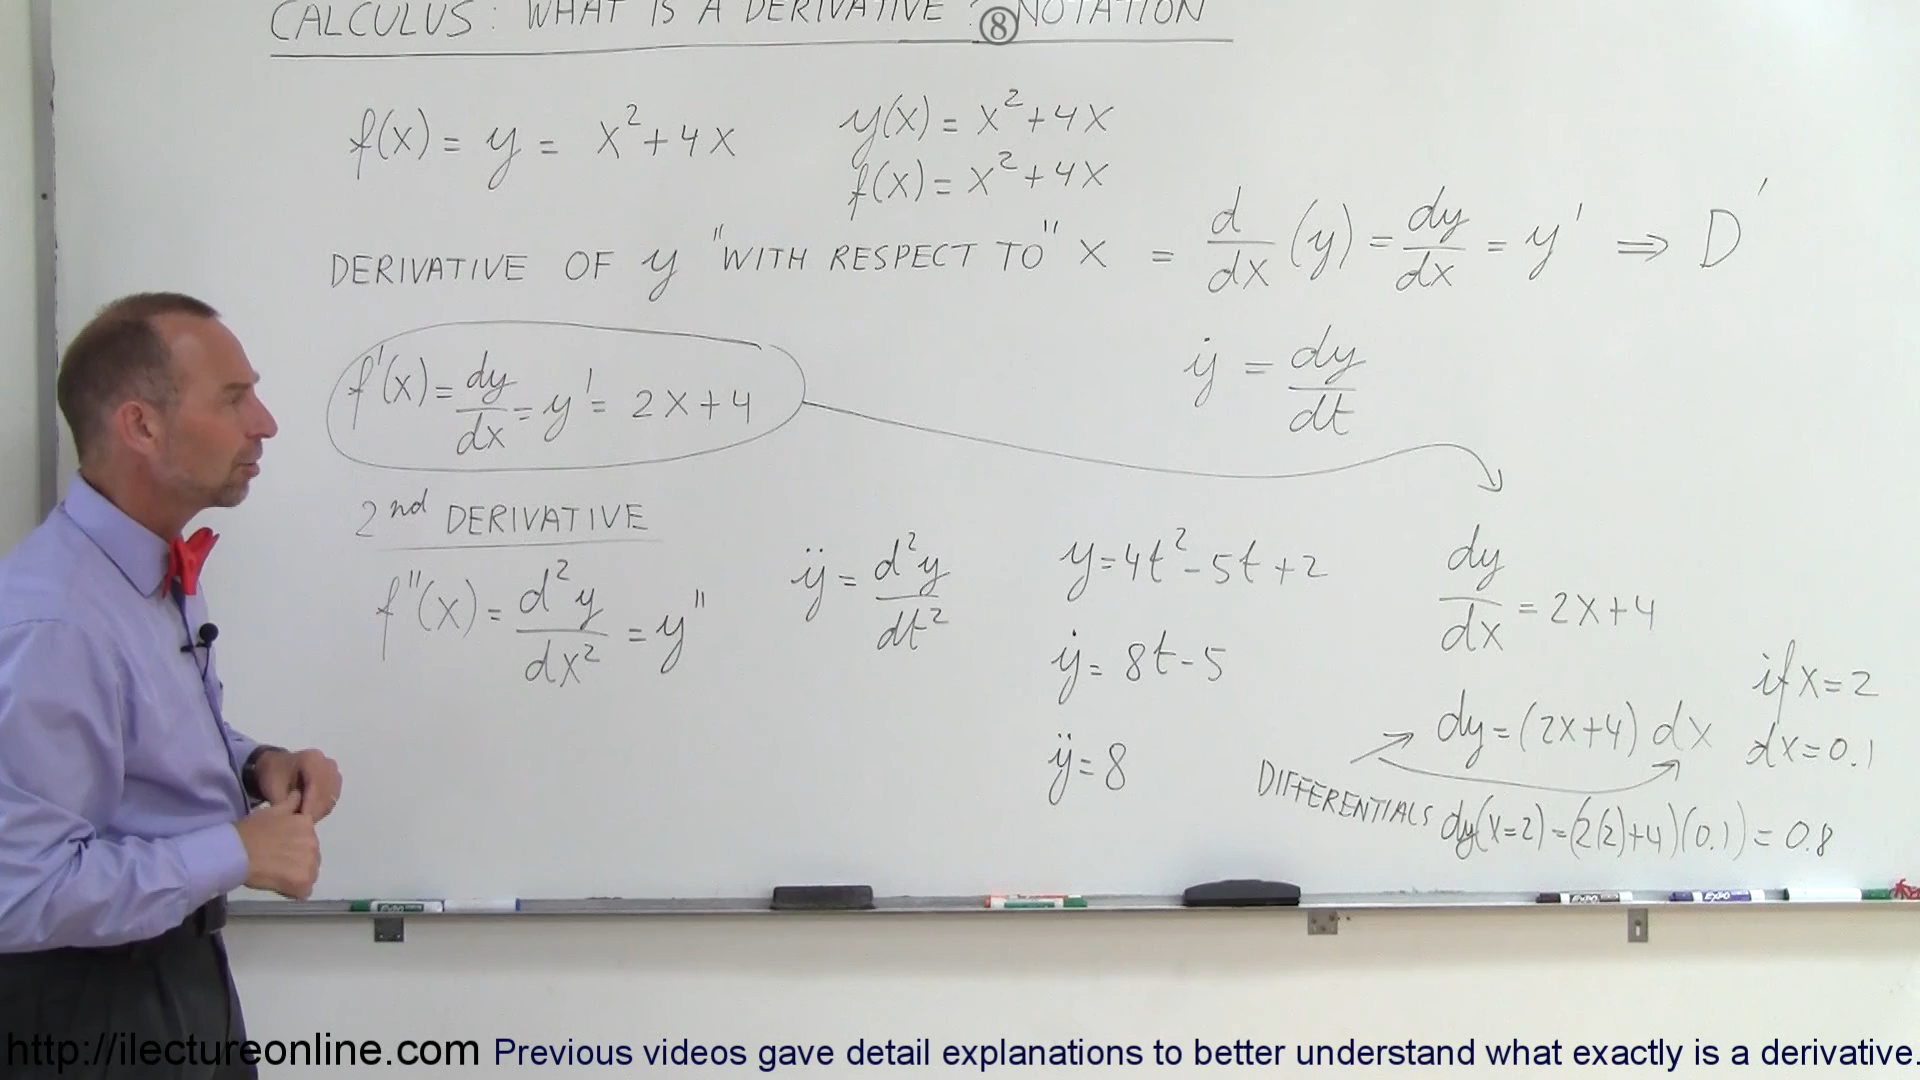 CALCULUS: WHAT IS A DERIVATIVE ? NOTATION
⑧
f(x) = y = x²+4x
y(x) = x²+4x
f(x) = x²+4x
DERIVATIVE OF y "WITH RESPECT TO" x = d/dx (y) = dy/dx = y' ⇒ D'
ẏ = dy/dt
f'(x) = dy/dx = y' = 2x+4
2nd DERIVATIVE
f''(x) = d²y/dx² = y''
ÿ = d²y/dt²
y = 4t² - 5t + 2
ẏ = 8t - 5
ÿ = 8
dy/dx = 2x+4
dy = (2x+4) dx
if x = 2
dx = 0.1
DIFFERENTIALS
dy(x=2) = (2(2)+4)(0.1) = 0.8
EXPO
EXPO
http://ilectureonline.com Previous videos gave detail explanations to better understand what exactly is a derivative.